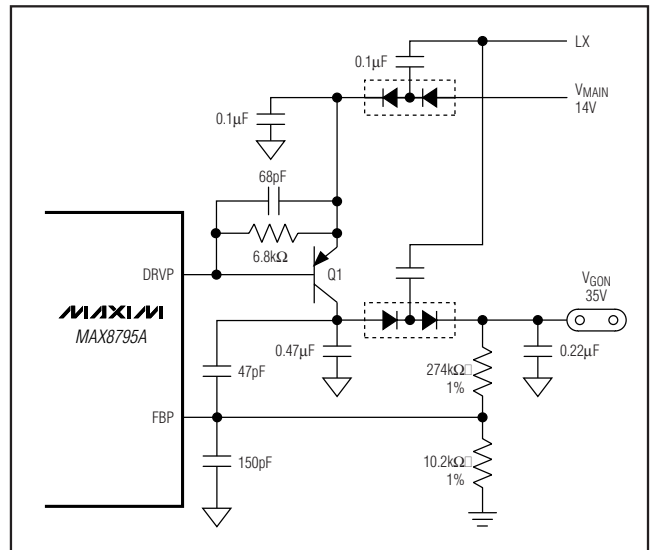 LX
0.1µF
VMAIN
14V
0.1µF
68pF
6.8kΩ
DRVP
Q1
VGON
35V
MAXIM
MAX8795A
0.47µF
274kΩ
1%
0.22µF
47pF
FBP
150pF
10.2kΩ
1%